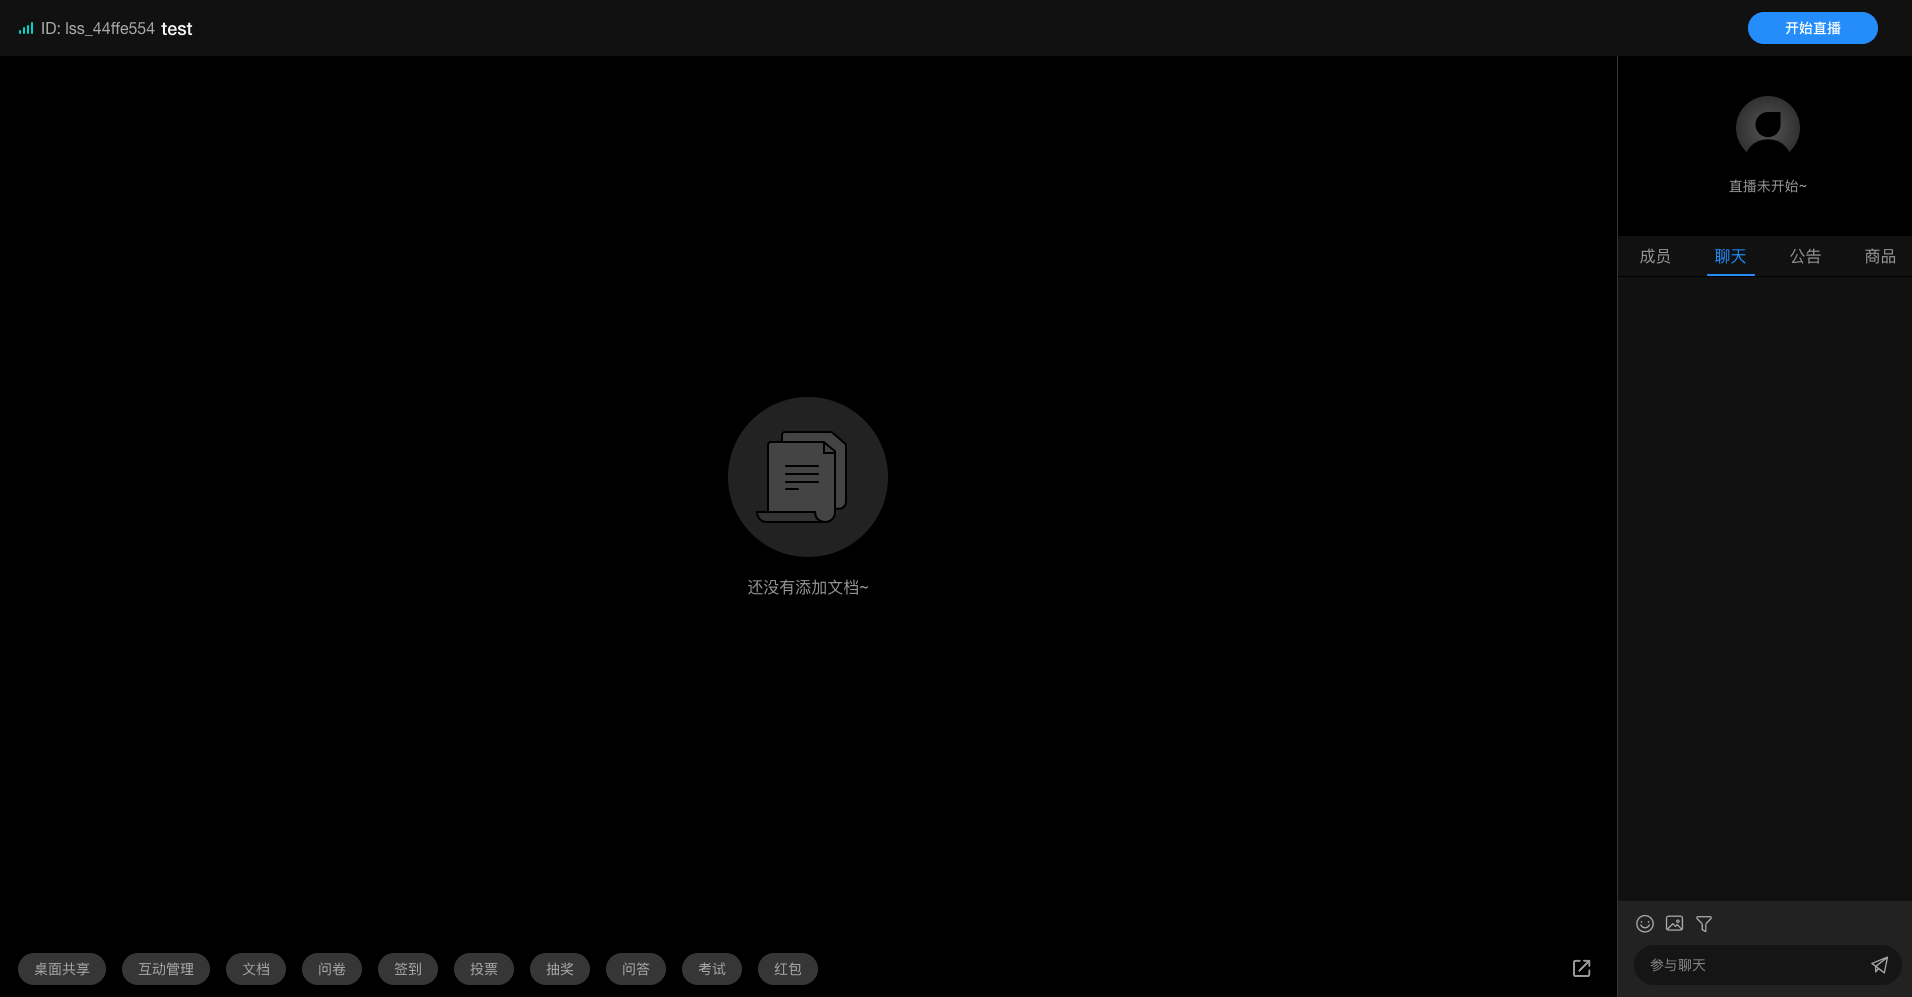 ID: lss_44ffe554 test
开始直播
直播未开始~
成员 聊天 公告 商品
还没有添加文档~
桌面共享 互动管理 文档 问卷 签到 投票 抽奖 问答 考试 红包
参与聊天